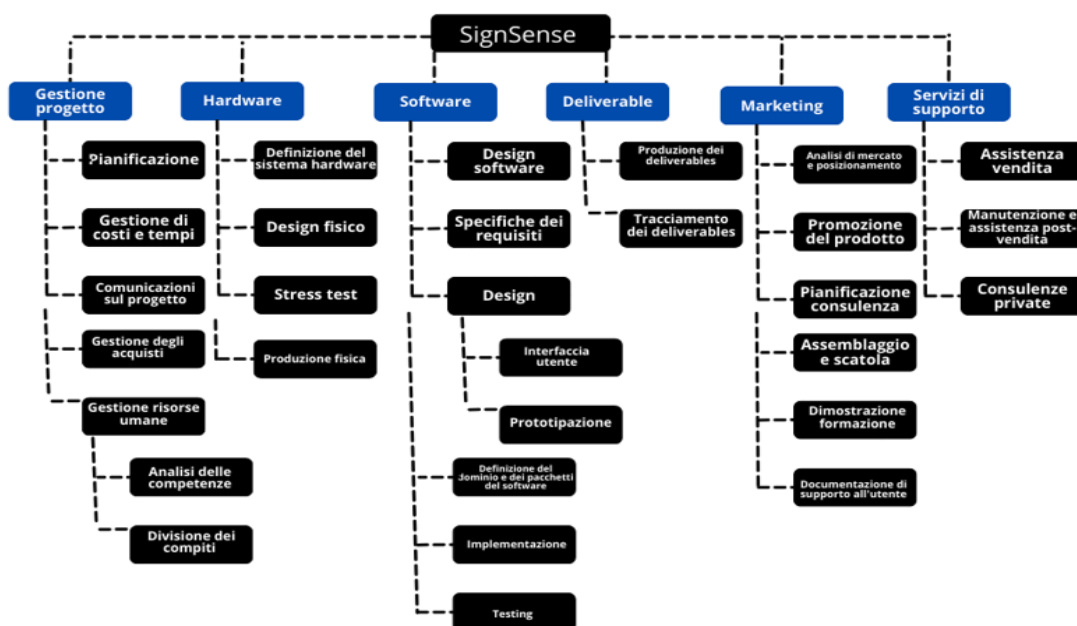 SignSense
Gestione
progetto
Pianificazione
Gestione di
costi e tempi
Comunicazioni
sul progetto
Gestione degli
acquisti
Gestione risorse
umane
Analisi delle
competenze
Divisione dei
compiti
Hardware
Definizione del
sistema hardware
Design fisico
Stress test
Produzione fisica
Software
Design
software
Specifiche dei
requisiti
Design
Interfaccia
utente
Prototipazione
Definizione del
dominio e dei pacchetti
del software
Implementazione
Testing
Deliverable
Produzione dei
deliverables
Tracciamento
dei deliverables
Marketing
Analisi di mercato
e posizionamento
Promozione
del prodotto
Pianificazione
consulenza
Assemblaggio
e scatola
Dimostrazione
formazione
Documentazione di
supporto all'utente
Servizi di
supporto
Assistenza
vendita
Manutenzione e
assistenza post-
vendita
Consulenze
private